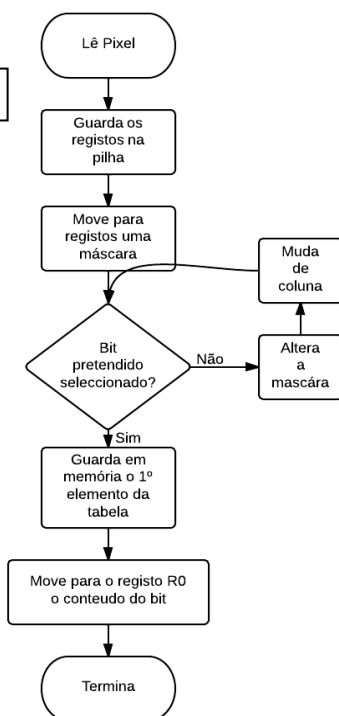 Lê Pixel
Guarda os
registos na
pilha
Move para
registos uma
máscara
Muda
de
coluna
Bit
pretendido
seleccionado?
Não
Altera
a
mascára
Sim
Guarda em
memória o 1º
elemento da
tabela
Move para o registo R0
o conteudo do bit
Termina